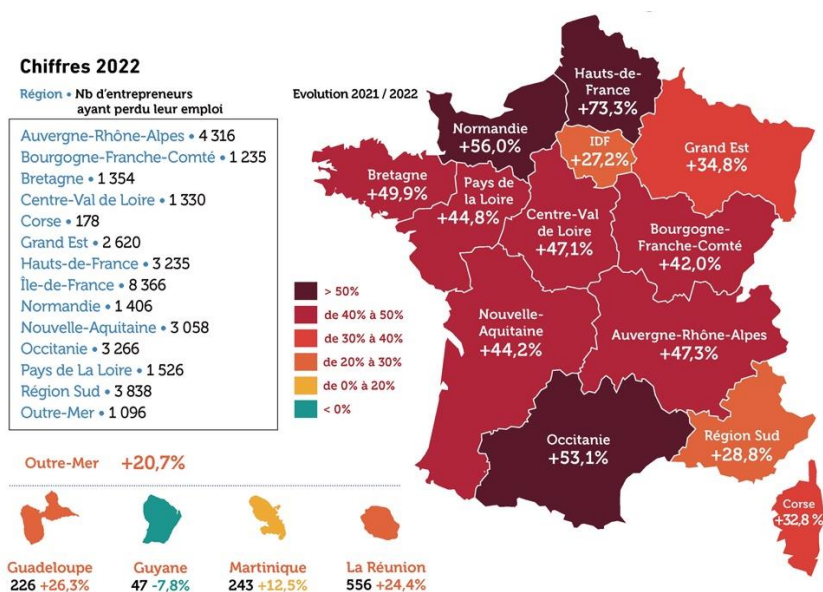 Chiffres 2022
Région • Nb d'entrepreneurs
ayant perdu leur emploi
Auvergne-Rhône-Alpes • 4 316
Bourgogne-Franche-Comté • 1 235
Bretagne • 1 354
Centre-Val de Loire • 1 330
Corse • 178
Grand Est • 2 620
Hauts-de-France • 3 235
Île-de-France • 8 366
Normandie • 1 406
Nouvelle-Aquitaine • 3 058
Occitanie • 3 266
Pays de La Loire • 1 526
Région Sud • 3 838
Outre-Mer • 1 096
Outre-Mer +20,7%
Guadeloupe
226 +26,3%
Guyane
47 -7,8%
Martinique
243 +12,5%
La Réunion
556 +24,4%
Evolution 2021 / 2022
Hauts-de-
France
+73,3%
Normandie
+56,0%
IDF
+27,2%
Grand Est
+34,8%
Bretagne
+49,9%
Pays de
la Loire
+44,8%
Centre-Val
de Loire
+47,1%
Bourgogne-
Franche-Comté
+42,0%
Nouvelle-
Aquitaine
+44,2%
Auvergne-Rhône-Alpes
+47,3%
Occitanie
+53,1%
Région Sud
+28,8%
Corse
+32,8 %
> 50%
de 40% à 50%
de 30% à 40%
de 20% à 30%
de 0% à 20%
< 0%